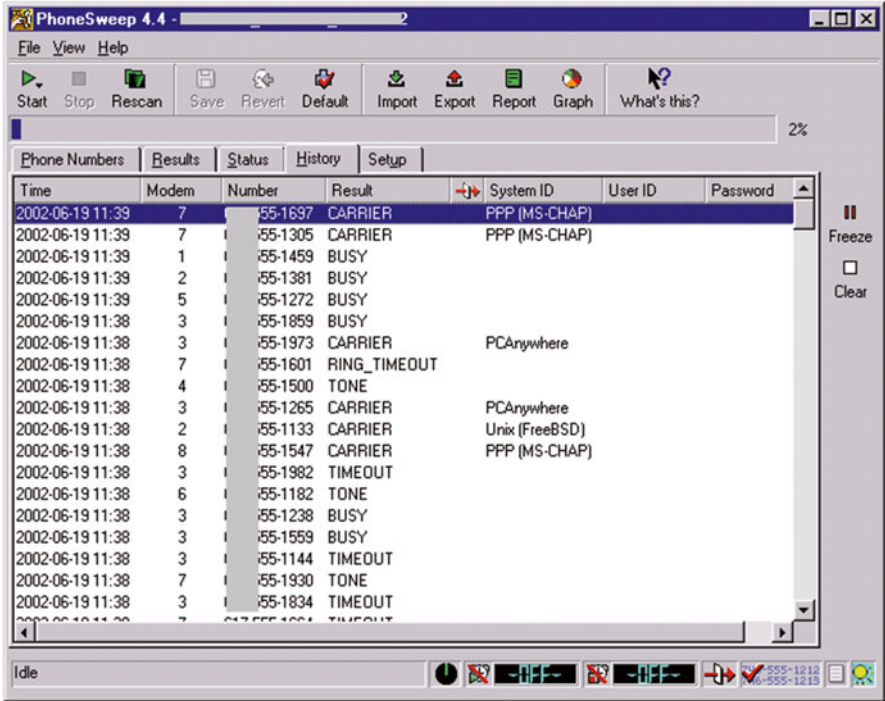 PhoneSweep 4.4 - 2
File View Help
Start Stop Rescan Save Revert Default Import Export Report Graph What's this?
2%
Phone Numbers Results Status History Setup
Time Modem Number Result System ID User ID Password
2002-06-19 11:39 7 555-1697 CARRIER PPP (MS-CHAP)
2002-06-19 11:39 7 555-1305 CARRIER PPP (MS-CHAP)
2002-06-19 11:39 1 555-1459 BUSY
2002-06-19 11:39 2 555-1381 BUSY
2002-06-19 11:39 5 555-1272 BUSY
2002-06-19 11:38 3 555-1859 BUSY
2002-06-19 11:38 3 555-1973 CARRIER PCAnywhere
2002-06-19 11:38 7 555-1601 RING_TIMEOUT
2002-06-19 11:38 4 555-1500 TONE
2002-06-19 11:38 3 555-1265 CARRIER PCAnywhere
2002-06-19 11:38 2 555-1133 CARRIER Unix (FreeBSD)
2002-06-19 11:38 8 555-1547 CARRIER PPP (MS-CHAP)
2002-06-19 11:38 3 555-1982 TIMEOUT
2002-06-19 11:38 6 555-1182 TONE
2002-06-19 11:38 3 555-1238 BUSY
2002-06-19 11:38 3 555-1559 BUSY
2002-06-19 11:38 3 555-1144 TIMEOUT
2002-06-19 11:38 7 555-1930 TONE
2002-06-19 11:38 3 555-1834 TIMEOUT
Freeze
Clear
Idle -OFF- -OFF- 555-1212
555-1215